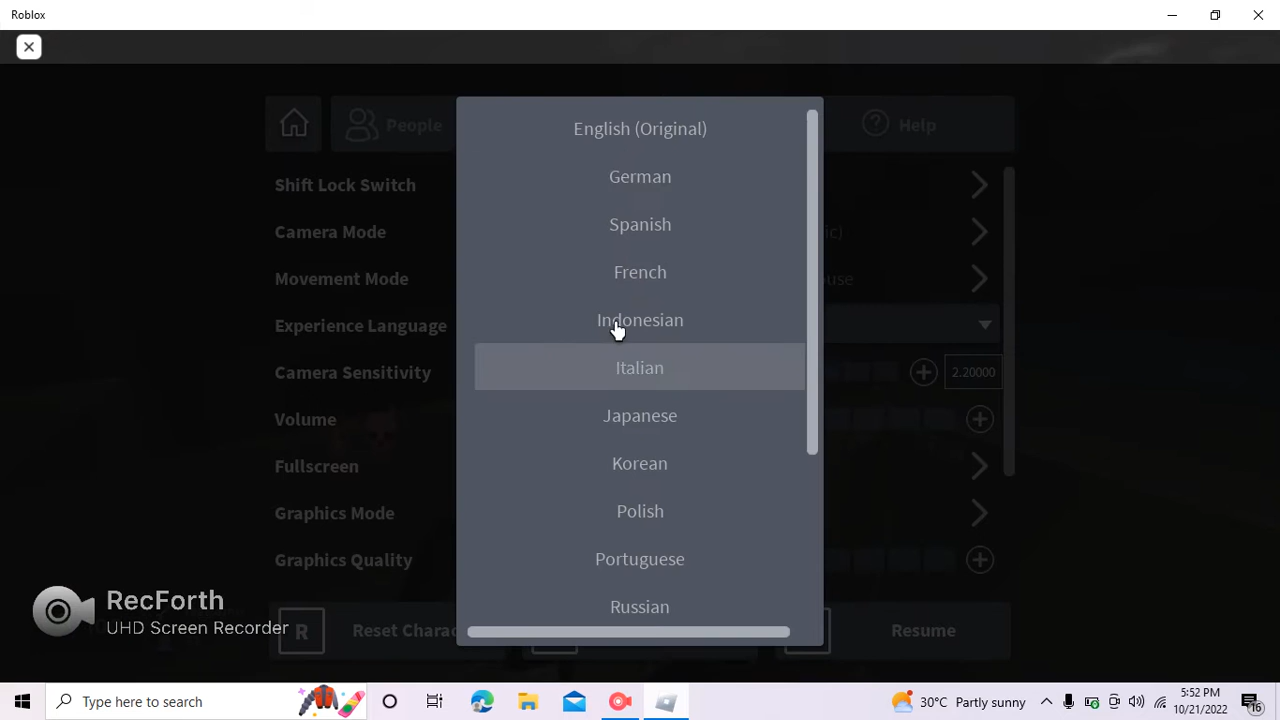 Roblox
People
Help
Shift Lock Switch
Camera Mode
ic)
Movement Mode
ouse
Experience Language
Camera Sensitivity
2.20000
Volume
Fullscreen
Graphics Mode
Graphics Quality
English (Original)
German
Spanish
French
Indonesian
Italian
Japanese
Korean
Polish
Portuguese
Russian
R
Reset Charac
Resume
RecForth
UHD Screen Recorder
Type here to search
30°C Partly sunny
5:52 PM
10/21/2022
16